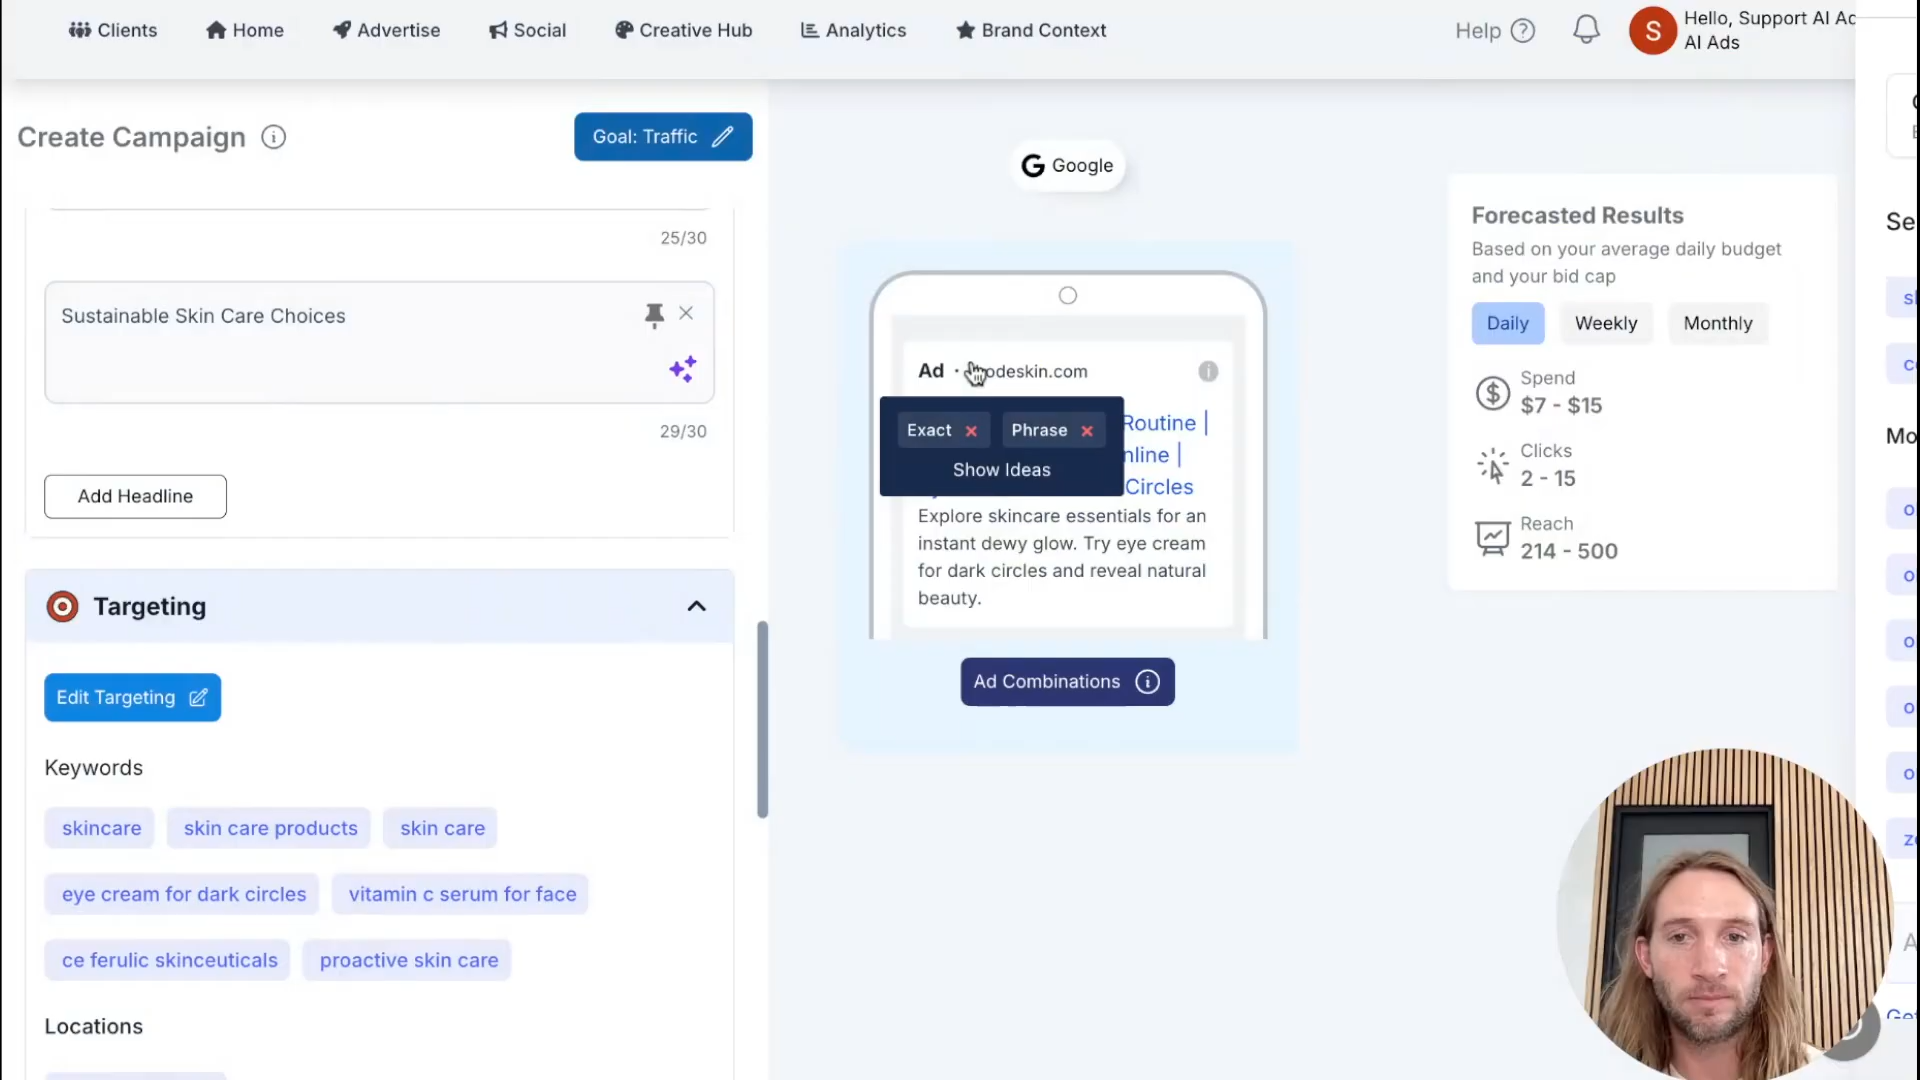 Clients
Home
Advertise
Social
Creative Hub
Analytics
Brand Context
Help
S
Hello, Support AI Ad
AI Ads
Create Campaign
Goal: Traffic
25/30
Sustainable Skin Care Choices
29/30
Add Headline
Targeting
Edit Targeting
Keywords
skincare
skin care products
skin care
eye cream for dark circles
vitamin c serum for face
ce ferulic skinceuticals
proactive skin care
Locations
Google
Ad · odeskin.com
Exact
Phrase
Show Ideas
Routine |
nline |
Circles
Explore skincare essentials for an
instant dewy glow. Try eye cream
for dark circles and reveal natural
beauty.
Ad Combinations
Forecasted Results
Based on your average daily budget
and your bid cap
Daily
Weekly
Monthly
Spend
$7 - $15
Clicks
2 - 15
Reach
214 - 500
Se
Mo
o
o
o
o
o